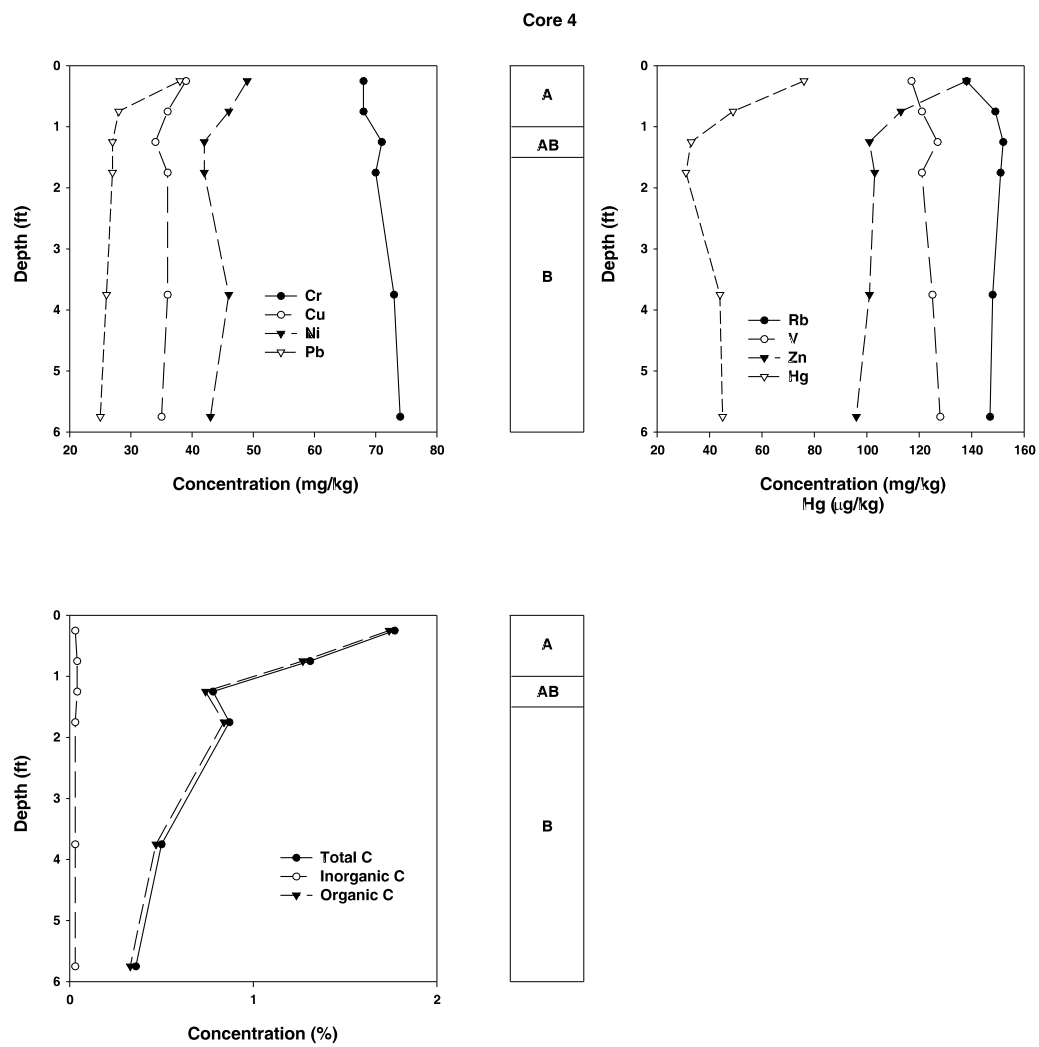 Core 4
0
1
2
3
4
5
6
Depth (ft)
Cr
Cu
Ni
Pb
20 30 40 50 60 70 80
Concentration (mg/kg)
A
AB
B
0
1
2
3
4
5
6
Depth (ft)
Rb
V
Zn
Hg
20 40 60 80 100 120 140 160
Concentration (mg/kg)
Hg (µg/kg)
0
1
2
3
4
5
6
Depth (ft)
Total C
Inorganic C
Organic C
0 1 2
Concentration (%)
A
AB
B